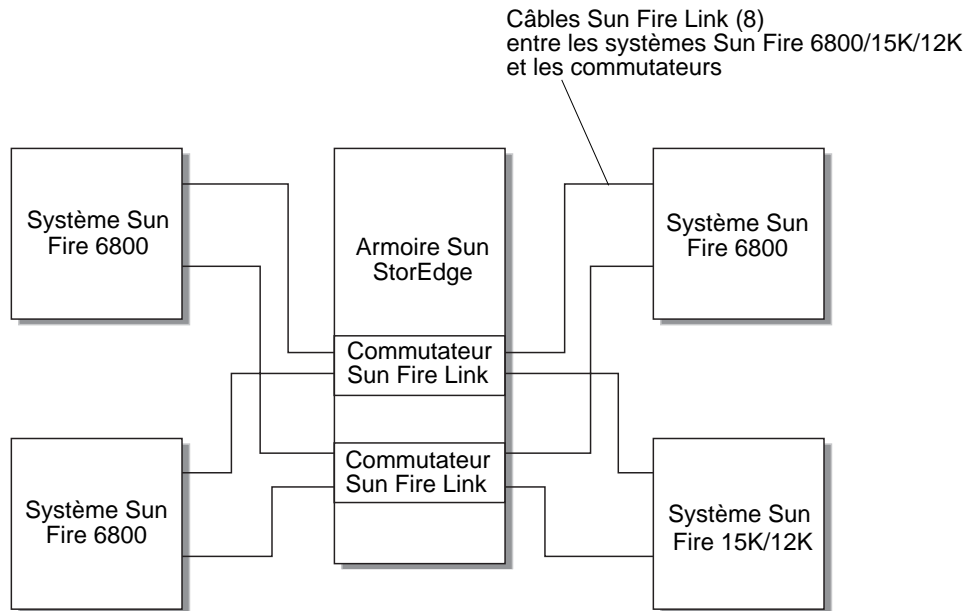 Câbles Sun Fire Link (8)
entre les systèmes Sun Fire 6800/15K/12K
et les commutateurs
Système Sun
Fire 6800
Armoire Sun
StorEdge
Système Sun
Fire 6800
Commutateur
Sun Fire Link
Commutateur
Sun Fire Link
Système Sun
Fire 6800
Système Sun
Fire 15K/12K